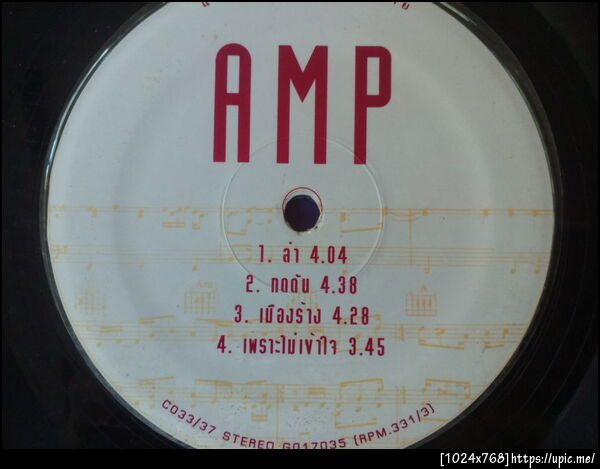 AMP
1. ล่า 4.04
2. กดดัน 4.38
3. เมืองร้าง 4.28
4. เพราะไม่เข้าใจ 3.45
C033/37 STEREO G017035 (RPM.331/3)
[1024x768]https://upic.me/